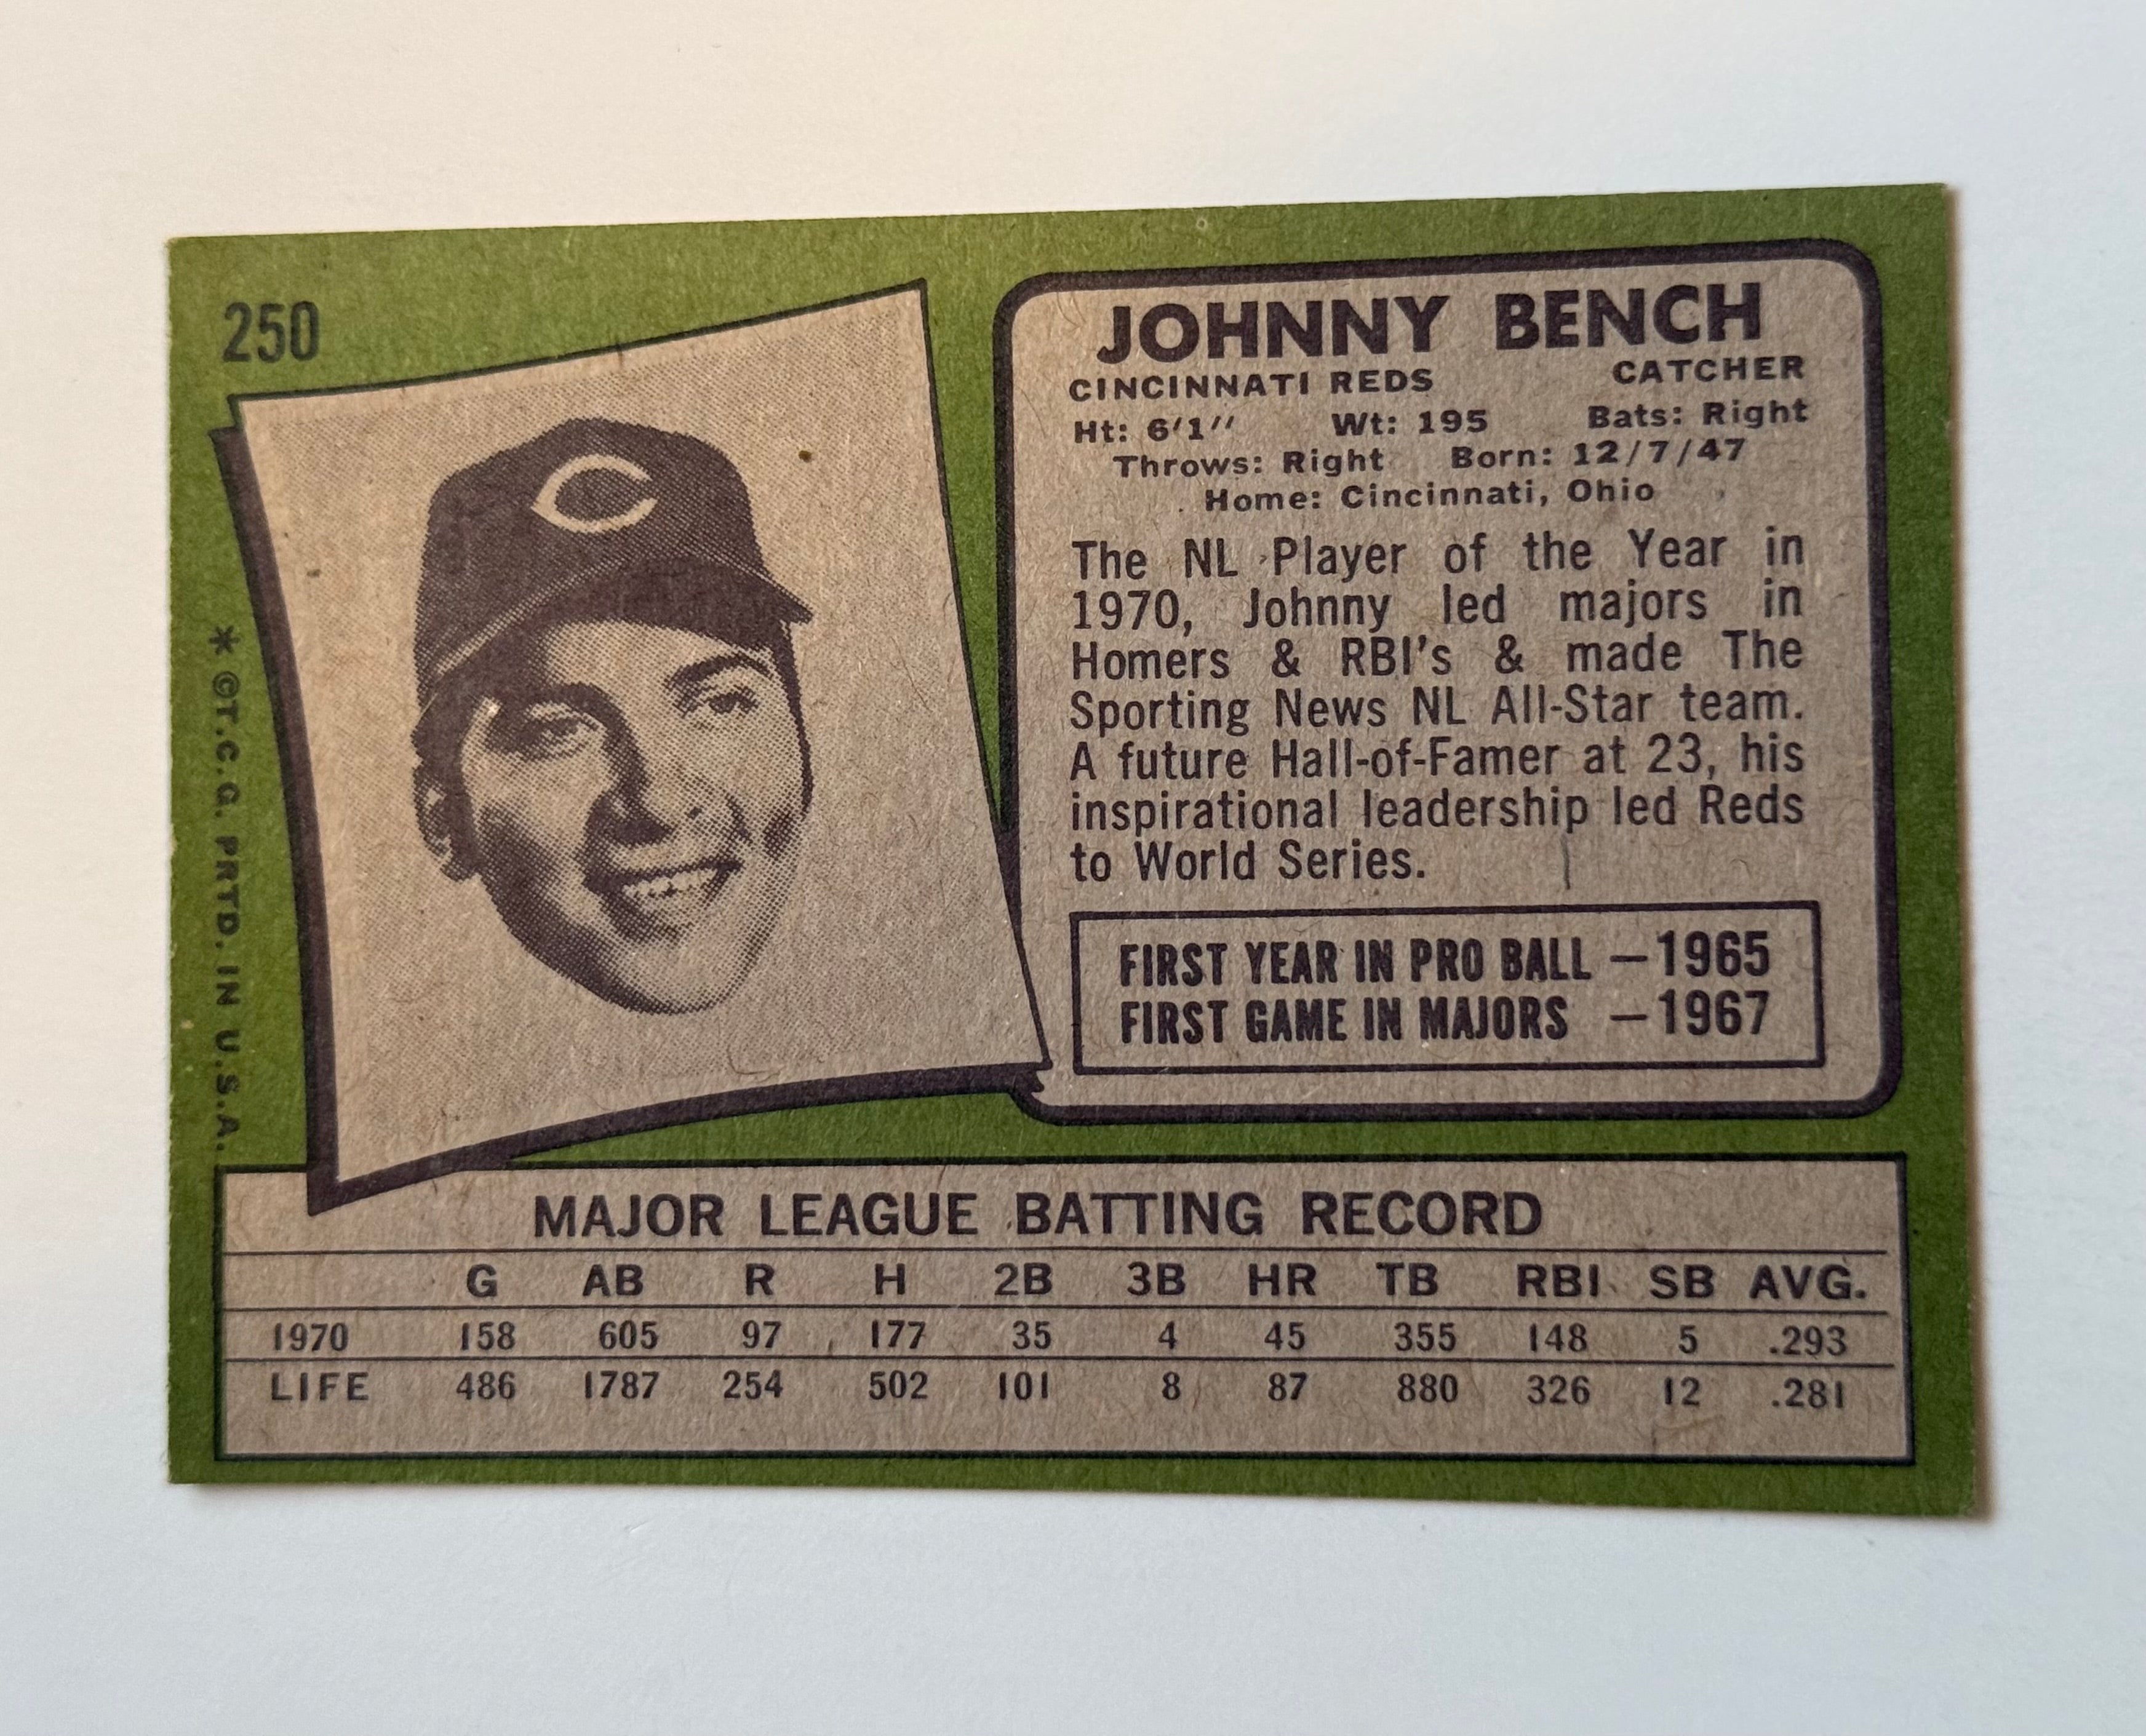 250
JOHNNY BENCH
CINCINNATI REDS CATCHER
Ht: 6'1" Wt: 195 Bats: Right
Throws: Right Born: 12/7/47
Home: Cincinnati, Ohio
The NL Player of the Year in
1970, Johnny led majors in
Homers & RBI's & made The
Sporting News NL All-Star team.
A future Hall-of-Famer at 23, his
inspirational leadership led Reds
to World Series.
FIRST YEAR IN PRO BALL —1965
FIRST GAME IN MAJORS —1967
* ©T.C.G. PRTD. IN U.S.A.
MAJOR LEAGUE BATTING RECORD
G AB R H 2B 3B HR TB RBI SB AVG.
1970 158 605 97 177 35 4 45 355 148 5 .293
LIFE 486 1787 254 502 101 8 87 880 326 12 .281